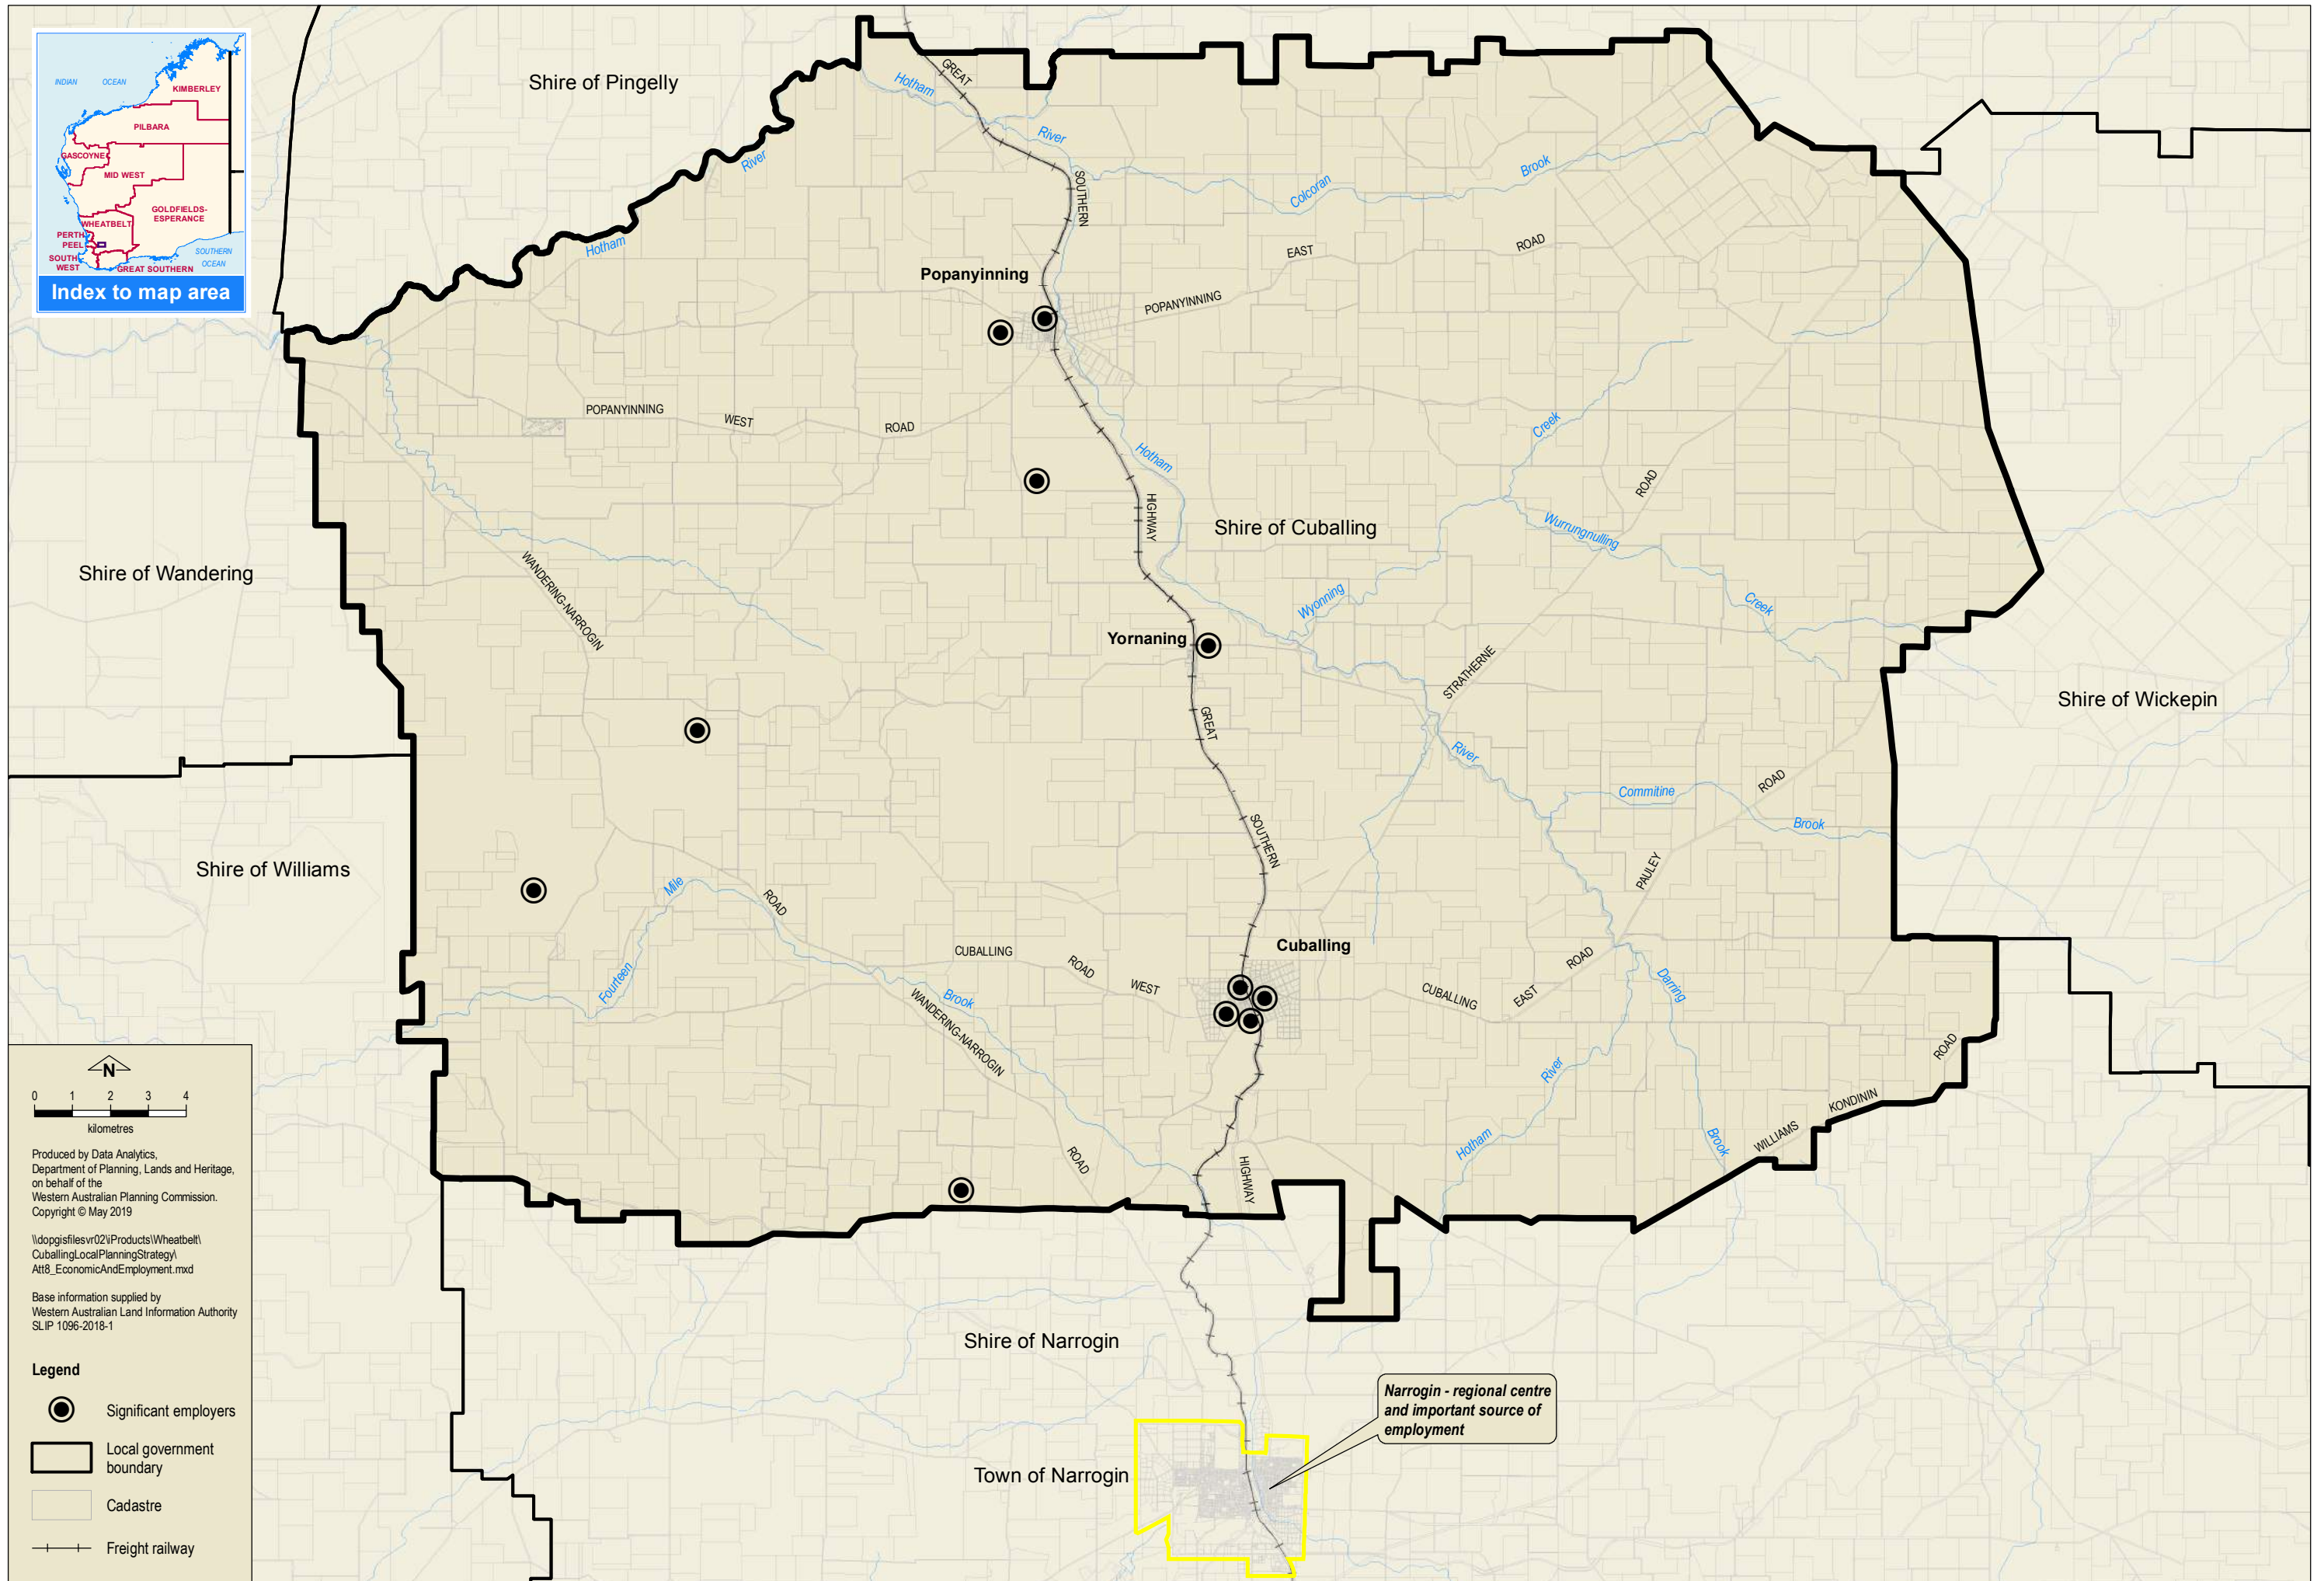 INDIAN OCEAN
KIMBERLEY
PILBARA
GASCOYNE
MID WEST
GOLDFIELDS-
ESPERANCE
WHEATBELT
PERTH
PEEL
SOUTH
WEST
GREAT SOUTHERN
SOUTHERN
OCEAN
Index to map area
Shire of Pingelly
GREAT
Hotham
River
River
SOUTHERN
Colcoran
Brook
Hotham
EAST
ROAD
Popanyinning
POPANYINNING
POPANYINNING
WEST
ROAD
Hotham
Creek
ROAD
HIGHWAY
Shire of Cuballing
Wurrungnulling
Shire of Wandering
WANDERING-NARROGIN
Wyonning
Creek
Yornaning
STRATHERNE
Shire of Wickepin
GREAT
River
ROAD
Commitine
Brook
SOUTHERN
Shire of Williams
PAULEY
Mile
ROAD
Cuballing
CUBALLING
ROAD
WEST
ROAD
Fourteen
Brook
WANDERING-NARROGIN
CUBALLING
EAST
Darring
River
ROAD
KONDININ
WILLIAMS
Hotham
Brook
ROAD
HIGHWAY
Shire of Narrogin
Narrogin - regional centre
and important source of
employment
Town of Narrogin
N
0 1 2 3 4
kilometres
Produced by Data Analytics,
Department of Planning, Lands and Heritage,
on behalf of the
Western Australian Planning Commission.
Copyright © May 2019
\\dopgisfilesvr02\iProducts\Wheatbelt\
CuballingLocalPlanningStrategy\
Att8_EconomicAndEmployment.mxd
Base information supplied by
Western Australian Land Information Authority
SLIP 1096-2018-1
Legend
Significant employers
Local government
boundary
Cadastre
Freight railway